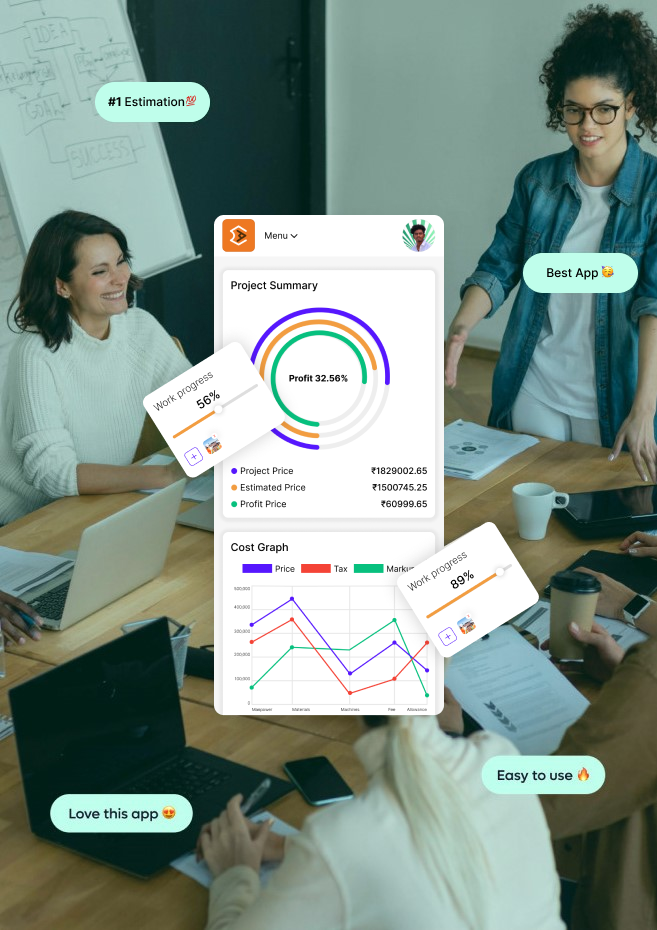 IDEA
GOAL
SUCCESS
#1 Estimation💯
Best App 🥳
Menu
Project Summary
Profit 32.56%
Work progress
56%
Project Price ₹1829002.65
Estimated Price ₹1500745.25
Profit Price ₹60999.65
Cost Graph
Price Tax Marku
Work progress
89%
500,000
400,000
300,000
200,000
100,000
0
Manpower Materials Machines Fee Allowance
Easy to use 🔥
Love this app 😍